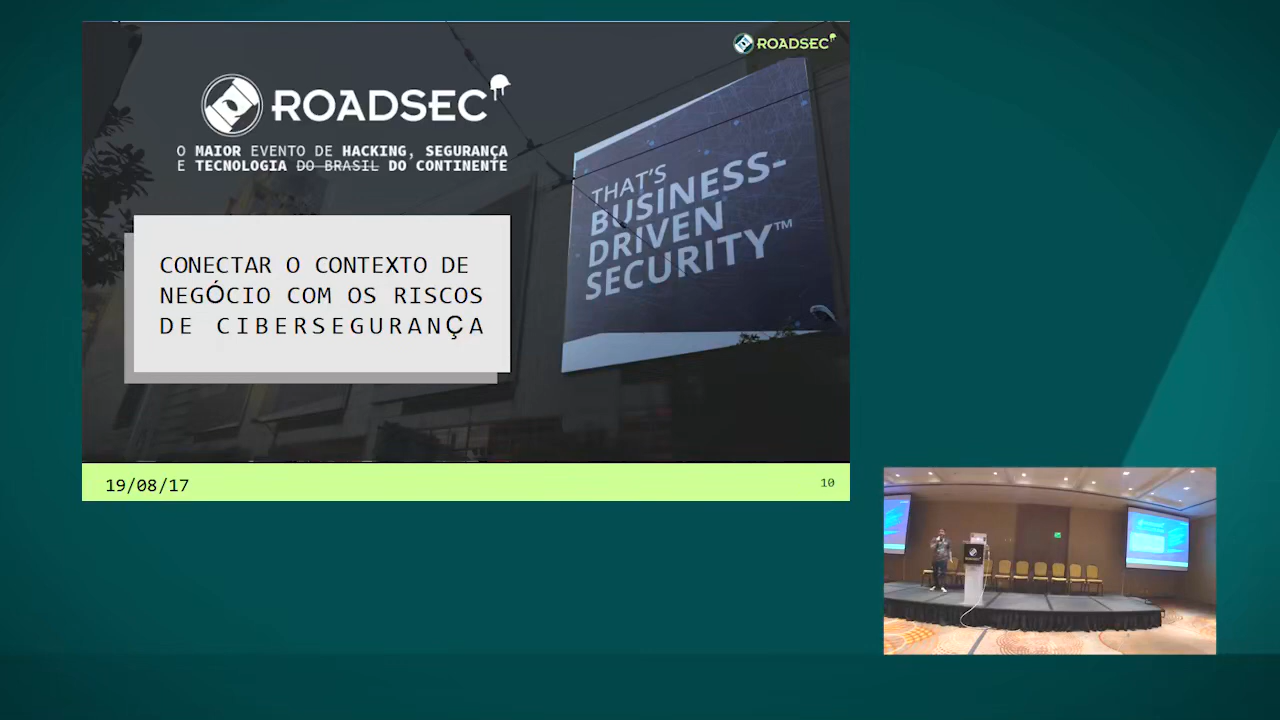 ROADSEC
ROADSEC
O MAIOR EVENTO DE HACKING, SEGURANÇA
E TECNOLOGIA DO BRASIL DO CONTINENTE
THAT'S
BUSINESS-
DRIVEN
SECURITY™
CONECTAR O CONTEXTO DE
NEGÓCIO COM OS RISCOS
DE CIBERSEGURANÇA
19/08/17
10